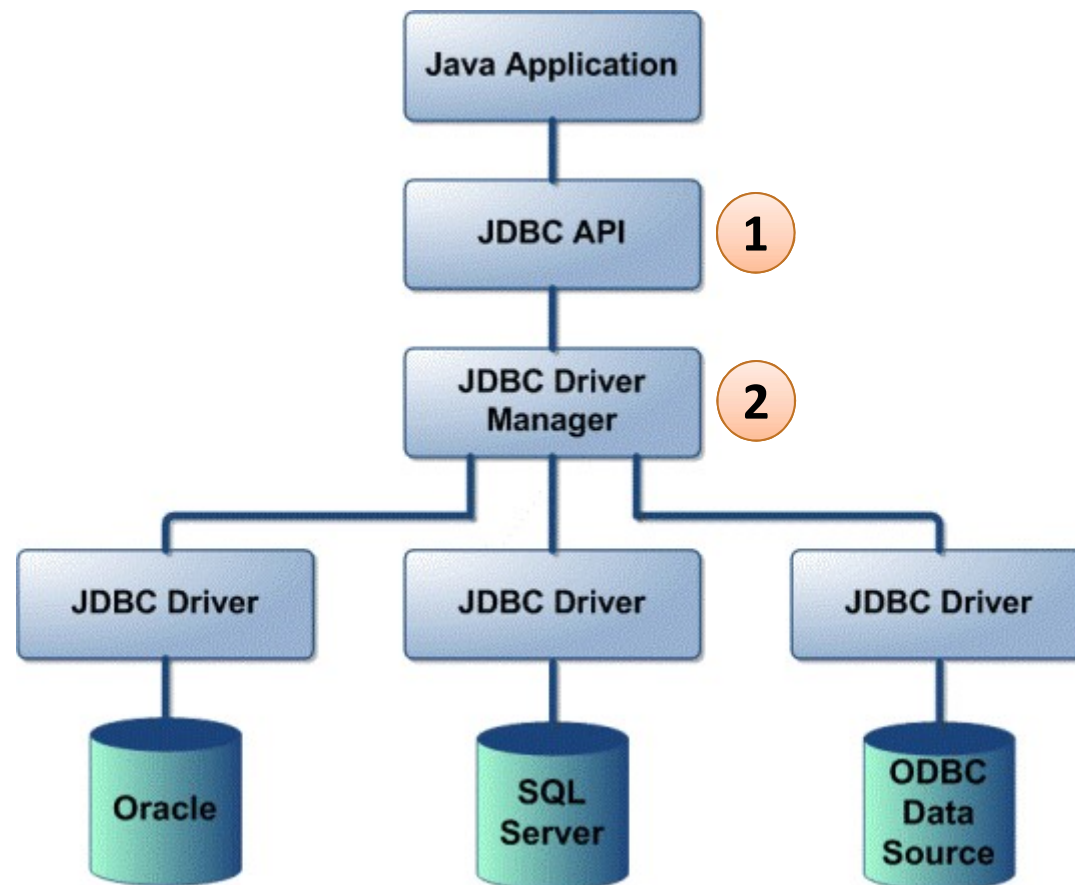 Java Application
JDBC API
1
JDBC Driver
Manager
2
JDBC Driver
JDBC Driver
JDBC Driver
Oracle
SQL
Server
ODBC
Data
Source